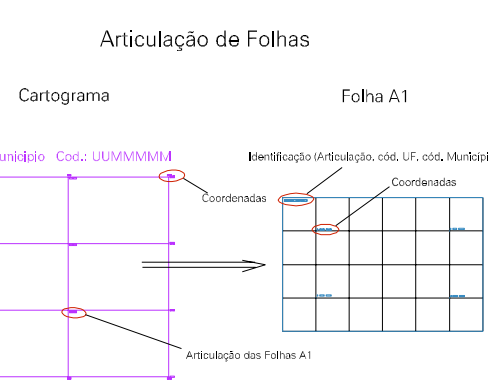 Articulação de Folhas
Cartograma
Folha A1
unicipio Cod.: UUMMMMM
Identificação (Articulação, cód. UF, cód. Municípi
Coordenadas
Coordenadas
Articulação das Folhas A1